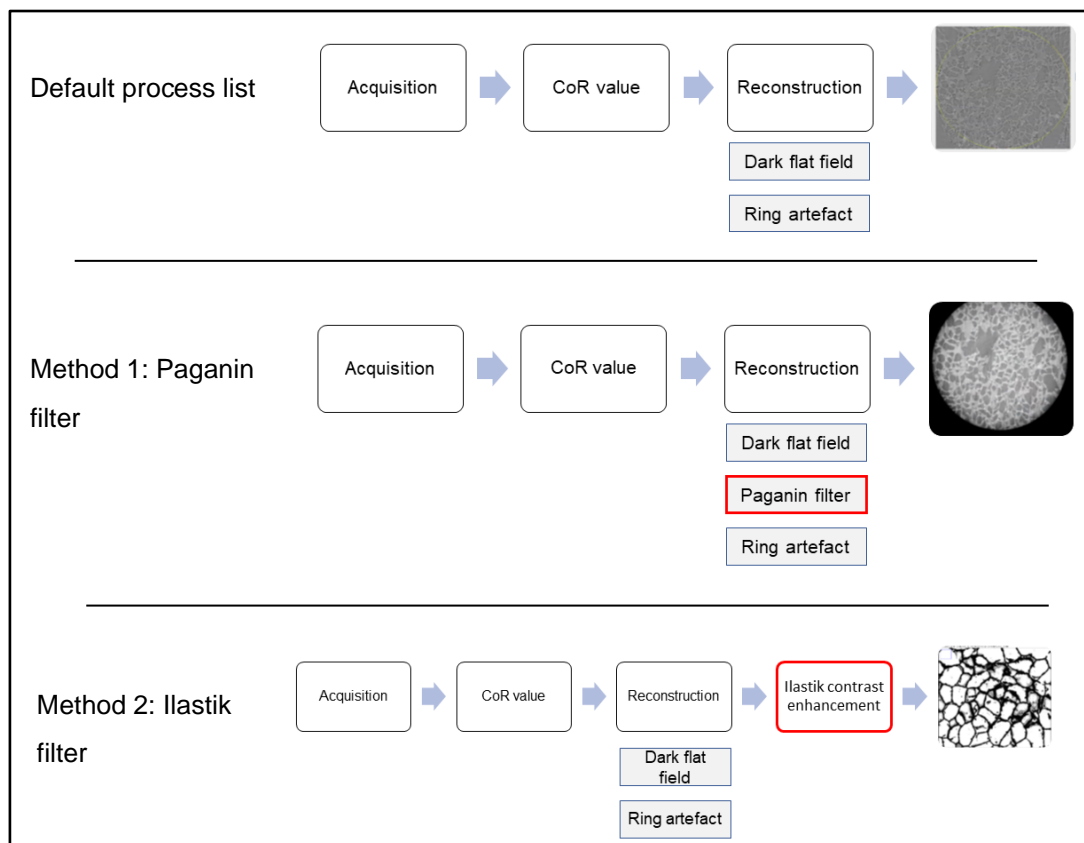 Default process list
Acquisition
CoR value
Reconstruction
Dark flat field
Ring artefact
Method 1: Paganin
filter
Acquisition
CoR value
Reconstruction
Dark flat field
Paganin filter
Ring artefact
Method 2: Ilastik
filter
Acquisition
CoR value
Reconstruction
Ilastik contrast
enhancement
Dark flat
field
Ring artefact